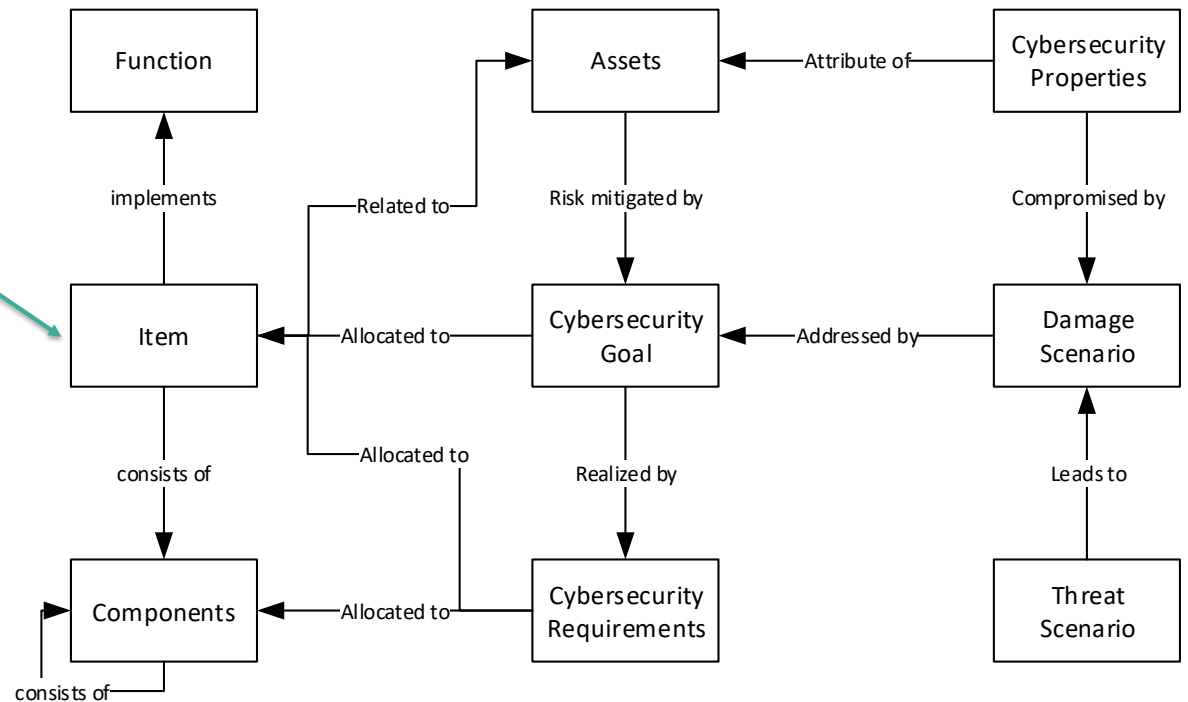 Function
Assets
Cybersecurity
Properties
Attribute of
implements
Related to
Risk mitigated by
Compromised by
Item
Allocated to
Cybersecurity
Goal
Addressed by
Damage
Scenario
consists of
Allocated to
Realized by
Leads to
Components
Allocated to
Cybersecurity
Requirements
Threat
Scenario
consists of